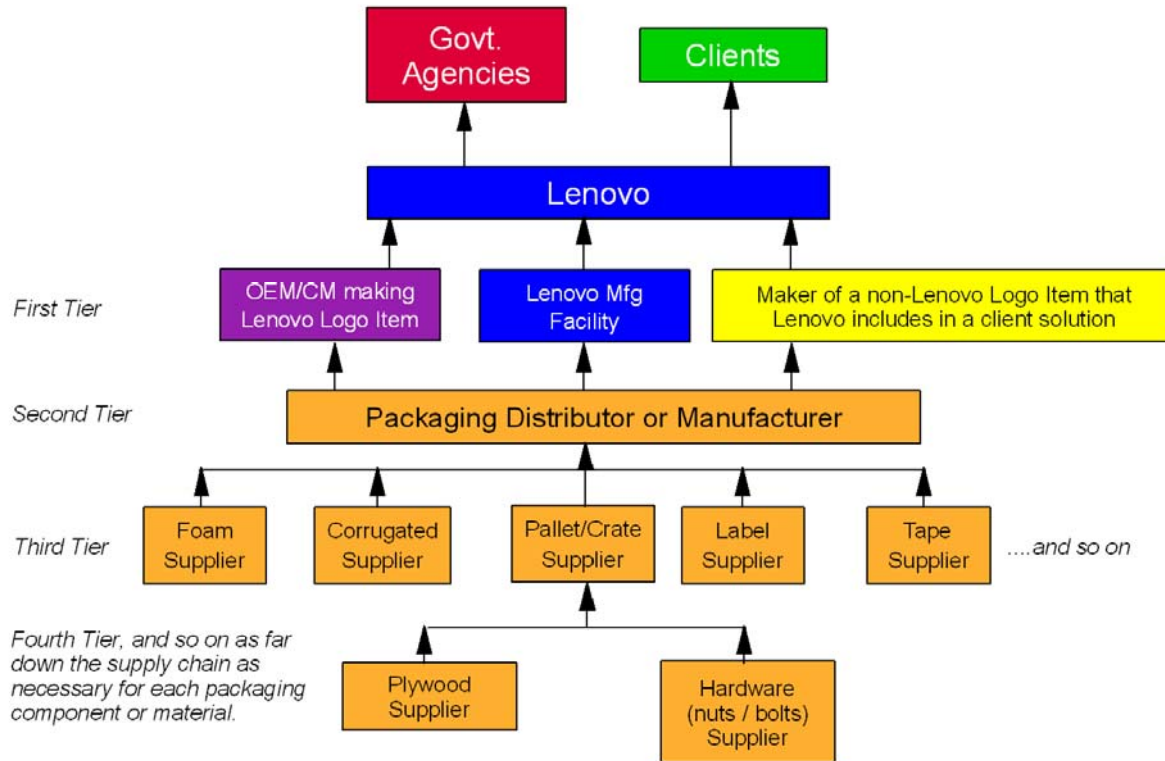 Govt.
Agencies
Clients
Lenovo
First Tier
OEM/CM making
Lenovo Logo Item
Lenovo Mfg
Facility
Maker of a non-Lenovo Logo Item that
Lenovo includes in a client solution
Second Tier
Packaging Distributor or Manufacturer
Third Tier
Foam
Supplier
Corrugated
Supplier
Pallet/Crate
Supplier
Label
Supplier
Tape
Supplier
....and so on
Fourth Tier, and so on as far
down the supply chain as
necessary for each packaging
component or material.
Plywood
Supplier
Hardware
(nuts / bolts)
Supplier